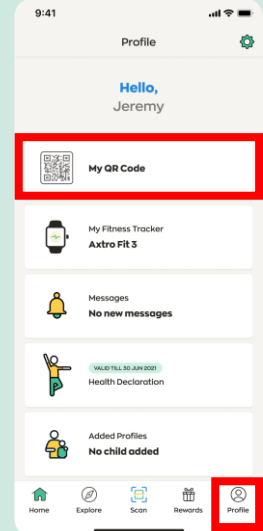 9:41
Profile
Hello,
Jeremy
My QR Code
My Fitness Tracker
Axtro Fit 3
Messages
No new messages
VALID TILL 30 JUN 2021
Health Declaration
Added Profiles
No child added
Home Explore Scan Rewards Profile